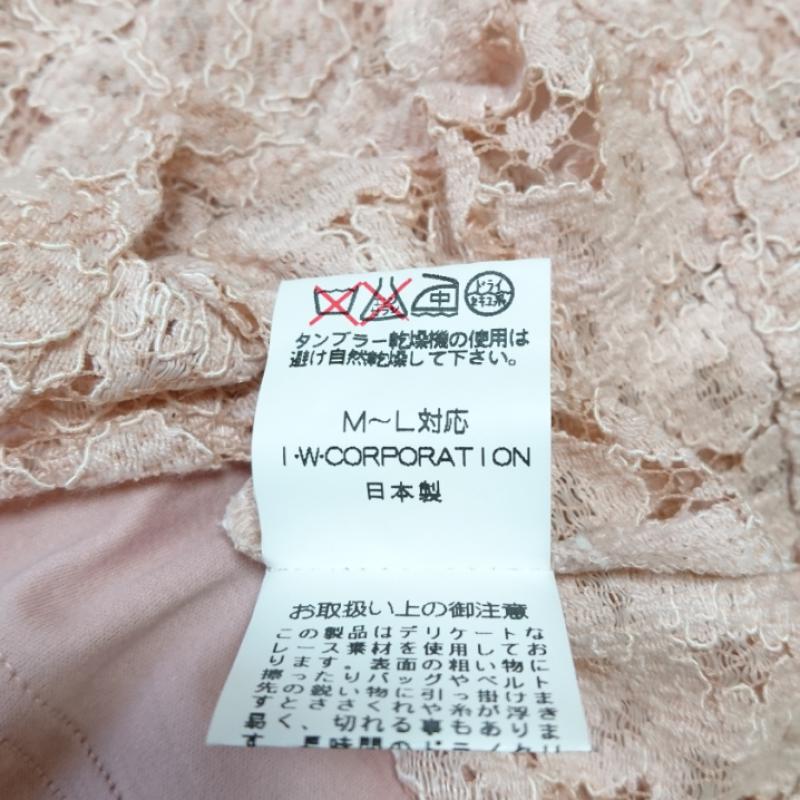 中 ドライ
セキユ系
タンブラー乾燥機の使用は
避け自然乾燥して下さい。
M〜L対応
I・W・CORPORATION
日本製
お取扱い上の御注意
この製品はデリケートな
レース素材を使用してお
ります。表面の粗い物に
擦ったりバッグやベルト
先の鋭い物に引っ掛けま
すとささくれや糸が浮き
易く、切れる事もありま